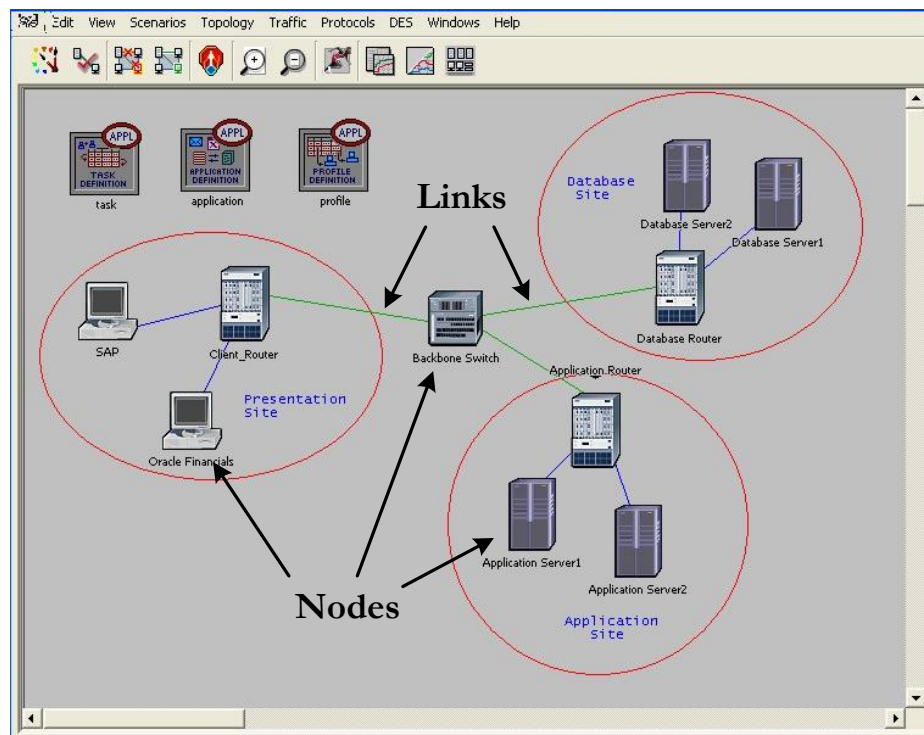 Edit View Scenarios Topology Traffic Protocols DES Windows Help
APPL
TASK
DEFINITION
task
APPL
APPLICATION
DEFINITION
application
APPL
PROFILE
DEFINITION
profile
Links
Database
Site
Database Server2
Database Server1
Database Router
SAP
Client_Router
Backbone Switch
Presentation
Site
Oracle Financials
Application Router
Application Server1
Application Server2
Application
Site
Nodes